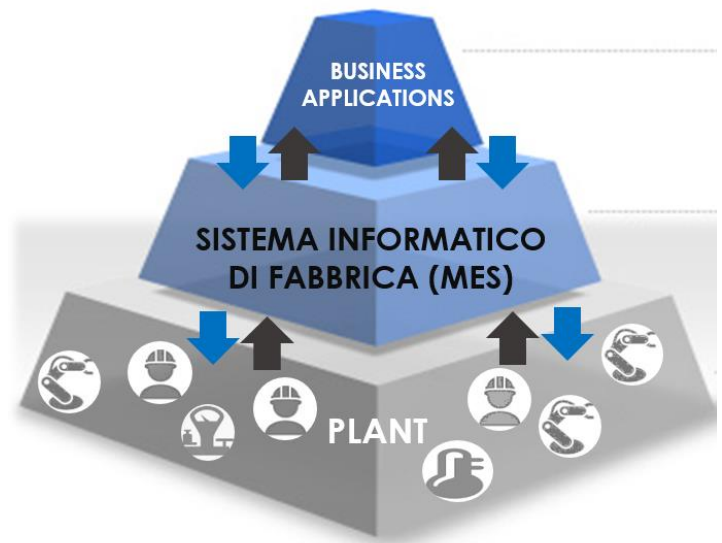 BUSINESS
APPLICATIONS
SISTEMA INFORMATICO
DI FABBRICA (MES)
PLANT